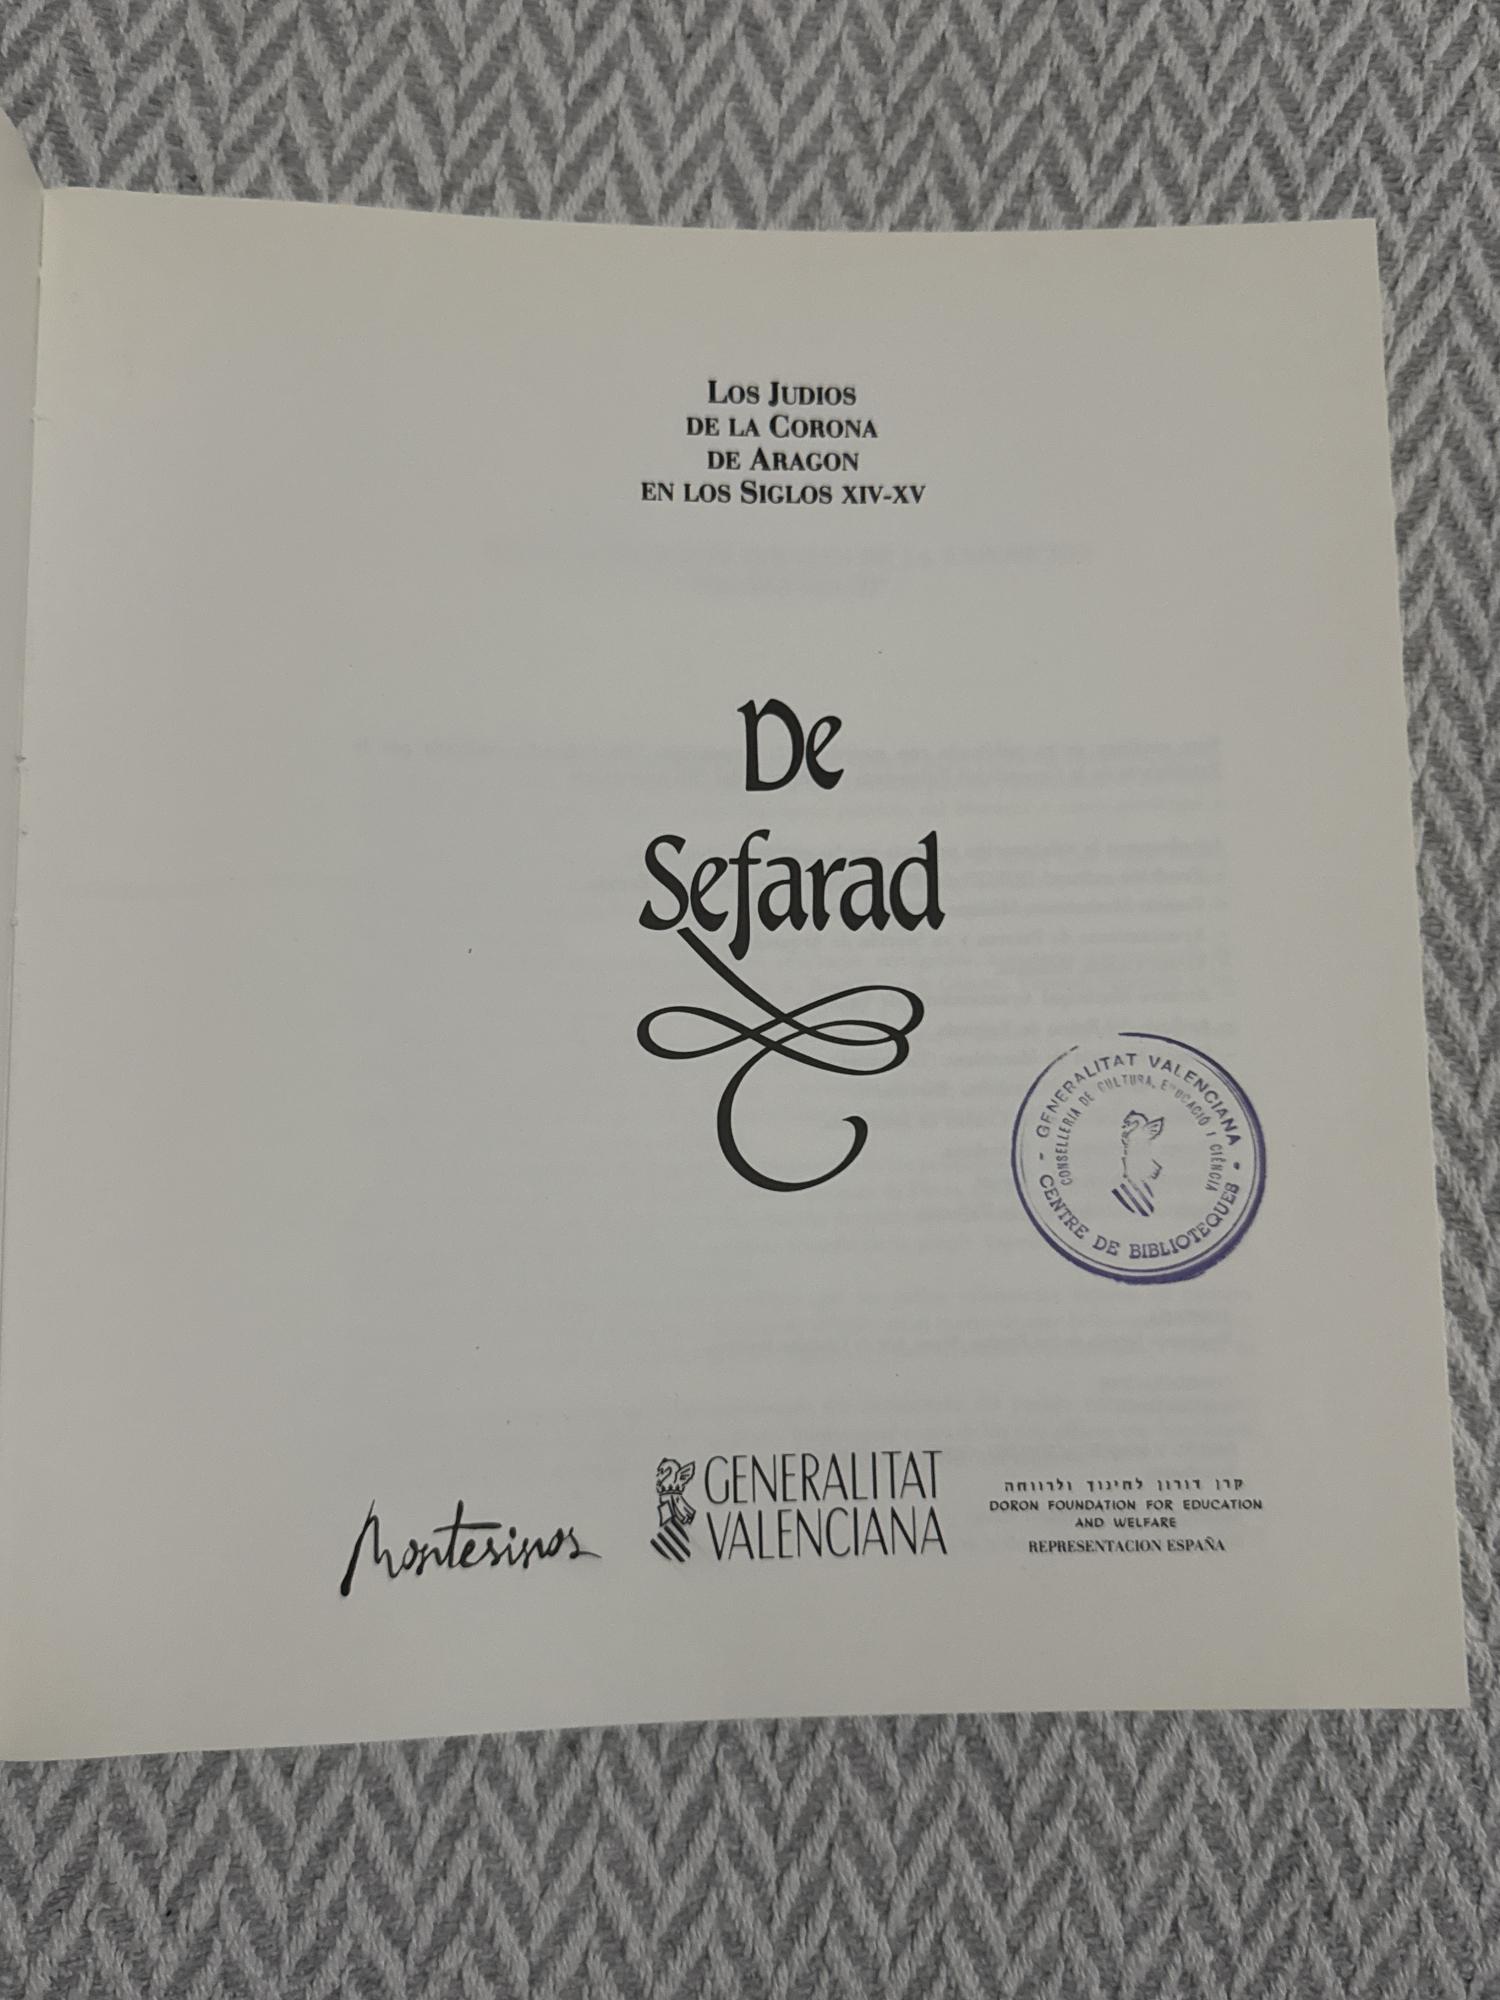 LOS JUDIOS
DE LA CORONA
DE ARAGON
EN LOS SIGLOS XIV-XV
De
Sefarad
- GENERALITAT VALENCIANA •
CONSELLERIA DE CULTURA, EDUCACIÓ I CIÈNCIA
CENTRE DE BIBLIOTEQUES
Montesinos
GENERALITAT
VALENCIANA
קרן דורון לחינוך ולרווחה
DORON FOUNDATION FOR EDUCATION
AND WELFARE
REPRESENTACION ESPAÑA